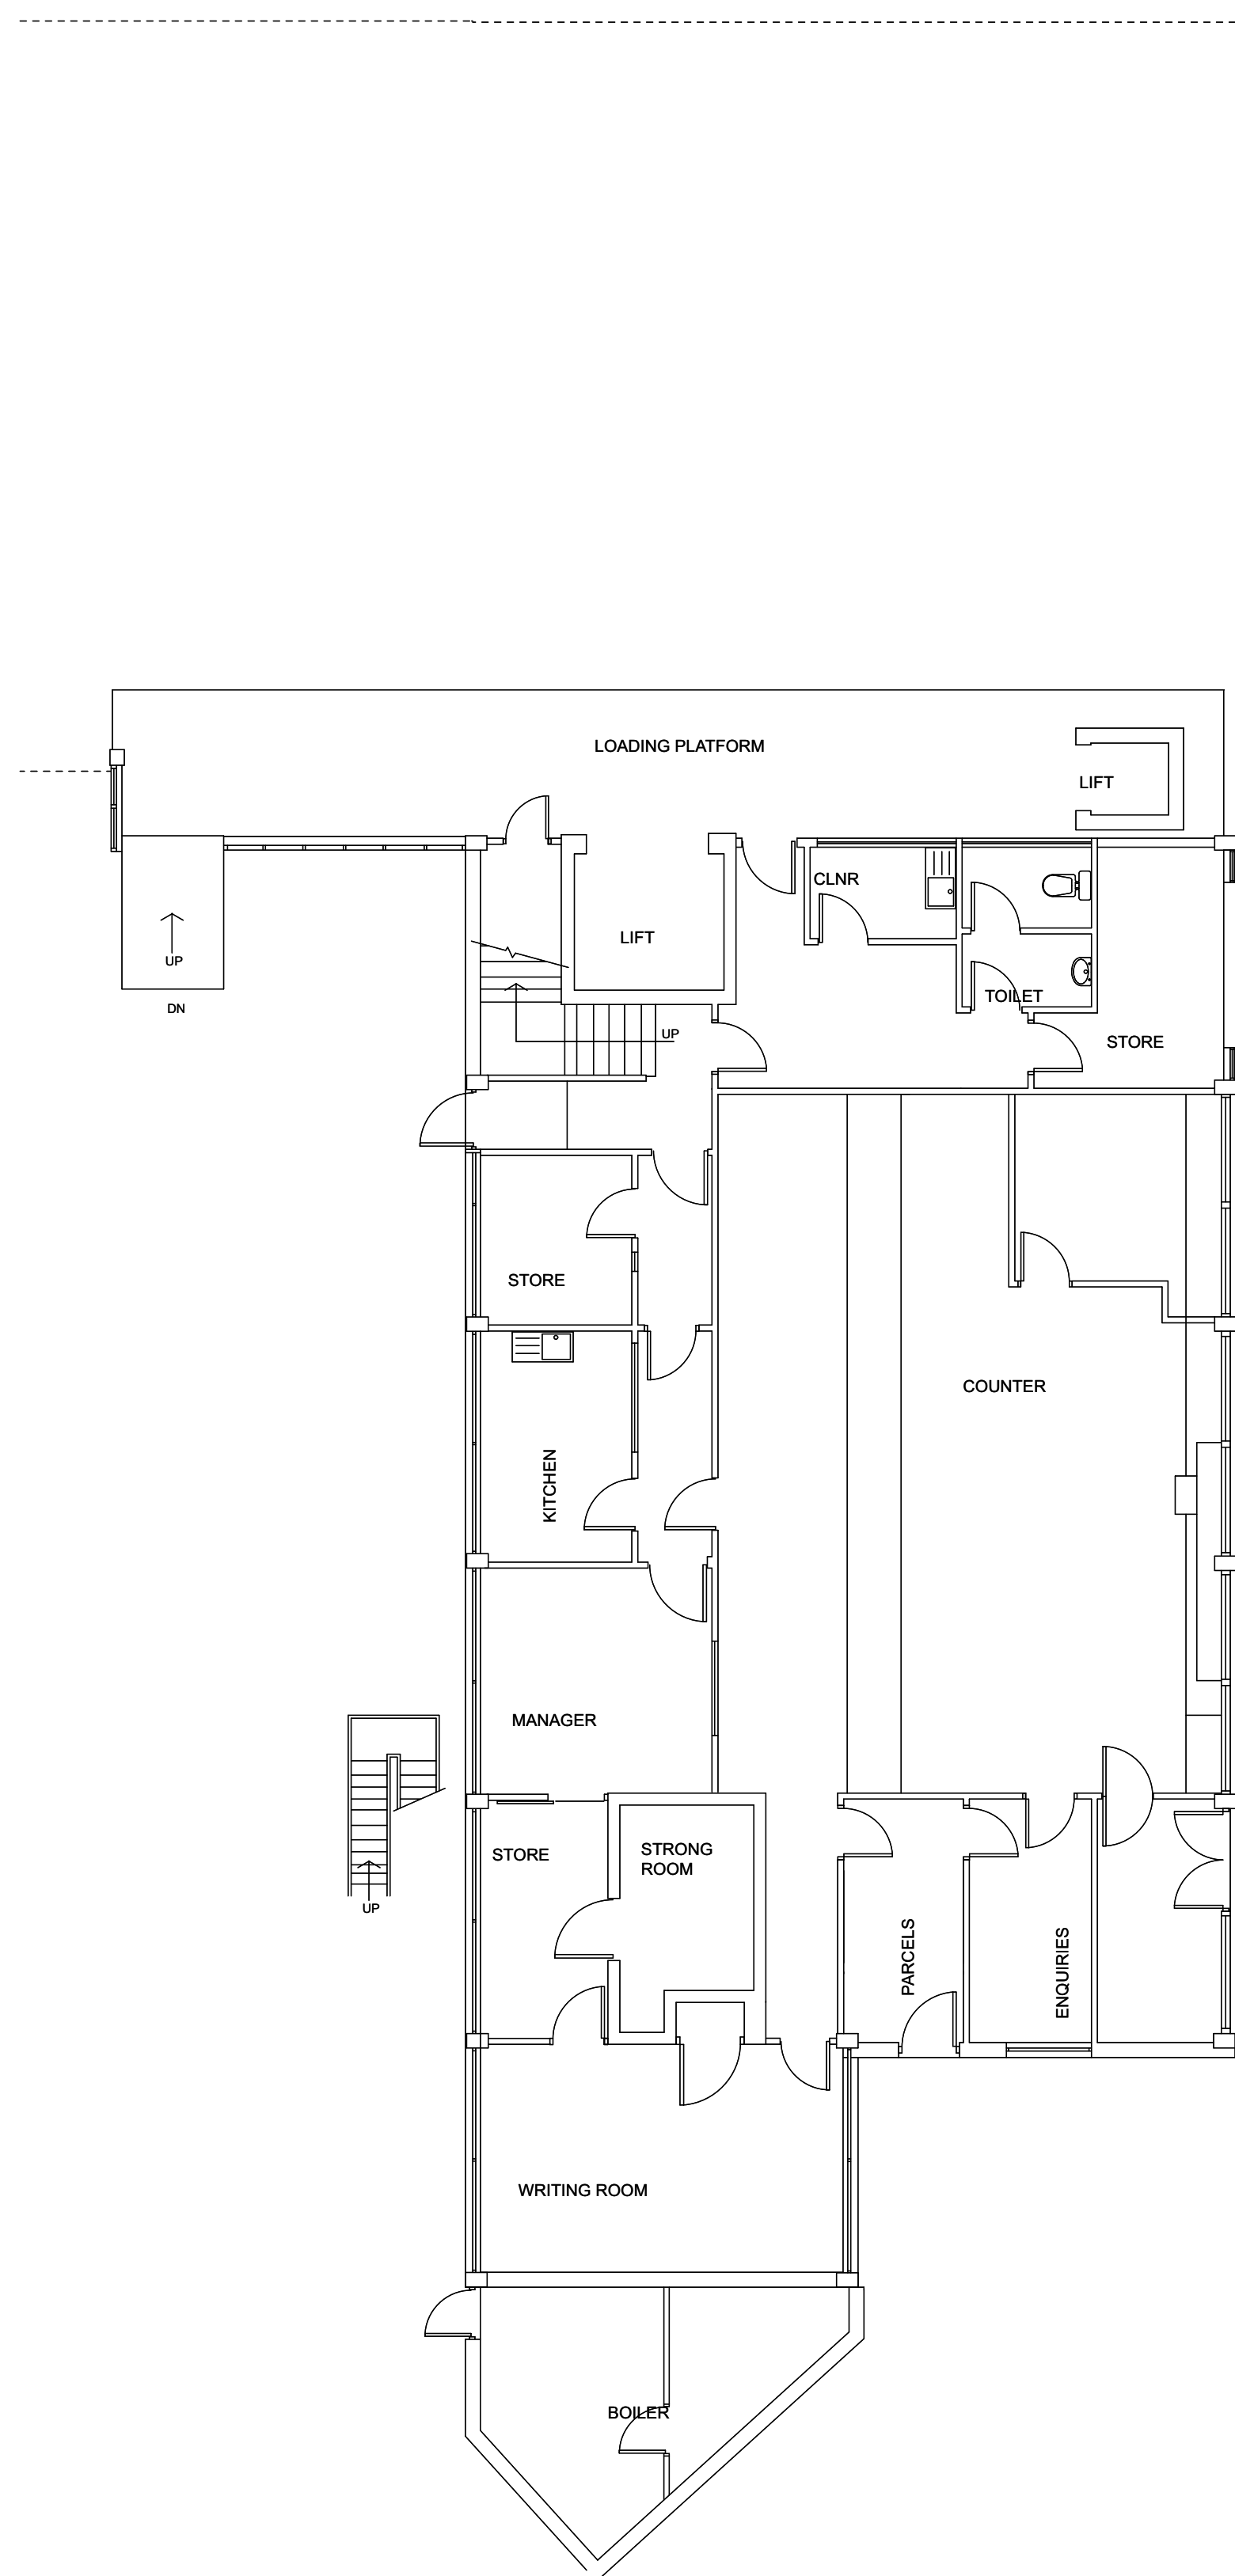 LOADING PLATFORM
LIFT
CLNR
LIFT
UP
TOILET
DN
UP
STORE
STORE
COUNTER
KITCHEN
MANAGER
STORE
STRONG
ROOM
UP
PARCELS
ENQUIRIES
WRITING ROOM
BOILER